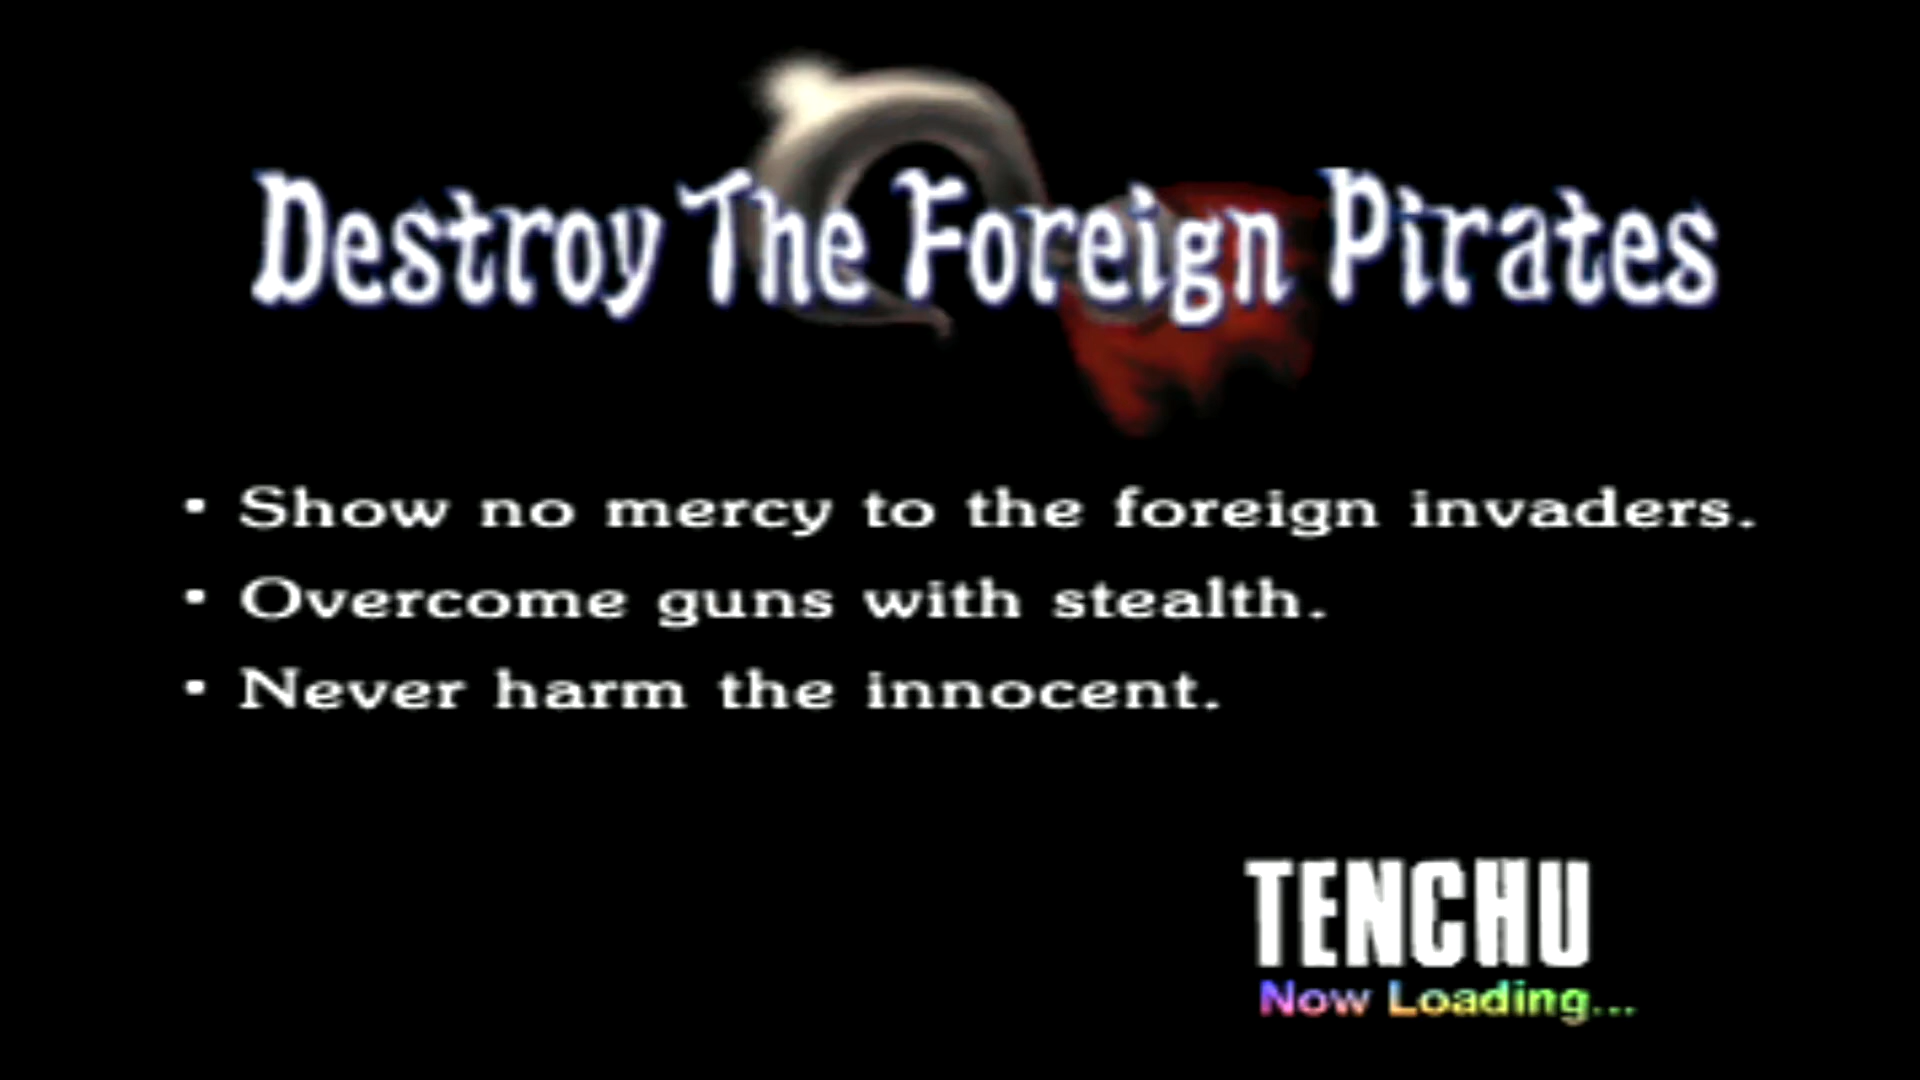 Destroy The Foreign Pirates
• Show no mercy to the foreign invaders.
• Overcome guns with stealth.
• Never harm the innocent.
TENCHU
Now Loading...